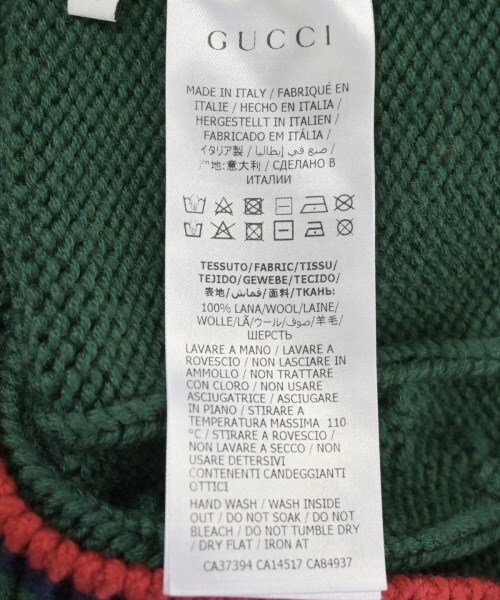 GUCCI
MADE IN ITALY / FABRIQUÉ EN
ITALIE / HECHO EN ITALIA /
HERGESTELLT IN ITALIEN /
FABRICADO EM ITÁLIA /
イタリア製 / صنع في إيطاليا /
地: 意大利 / СДЕЛАНО В
ИТАЛИИ
TESSUTO/FABRIC/TISSU/
TEJIDO/GEWEBE/TECIDO/
表地/قماش/面料/ТКАНЬ:
100% LANA/WOOL/LAINE/
WOLLE/LÃ/ウール/صوف/羊毛/
ШЕРСТЬ
LAVARE A MANO / LAVARE A
ROVESCIO / NON LASCIARE IN
AMMOLLO / NON TRATTARE
CON CLORO / NON USARE
ASCIUGATRICE / ASCIUGARE
IN PIANO / STIRARE A
TEMPERATURA MASSIMA 110
°C / STIRARE A ROVESCIO /
NON LAVARE A SECCO / NON
USARE DETERSIVI
CONTENENTI CANDEGGIANTI
OTTICI
HAND WASH / WASH INSIDE
OUT / DO NOT SOAK / DO NOT
BLEACH / DO NOT TUMBLE DRY
/ DRY FLAT / IRON AT
CA37394 CA14517 CA84937